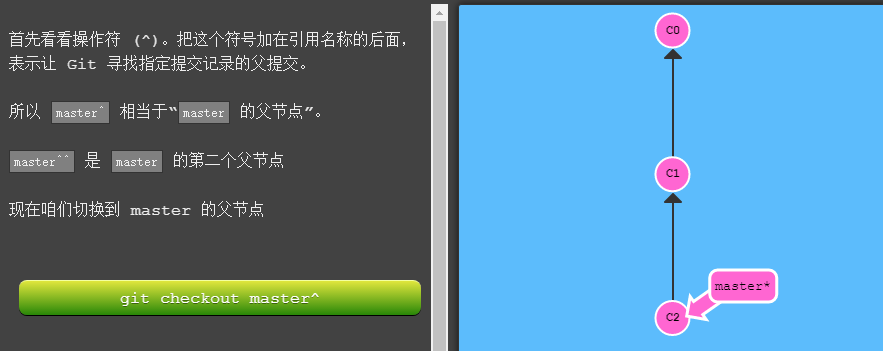 首先看看操作符 (^)。把这个符号加在引用名称的后面，
表示让 Git 寻找指定提交记录的父提交。
所以 master^ 相当于“master 的父节点”。
master^^ 是 master 的第二个父节点
现在咱们切换到 master 的父节点
git checkout master^
C0
C1
master*
C2